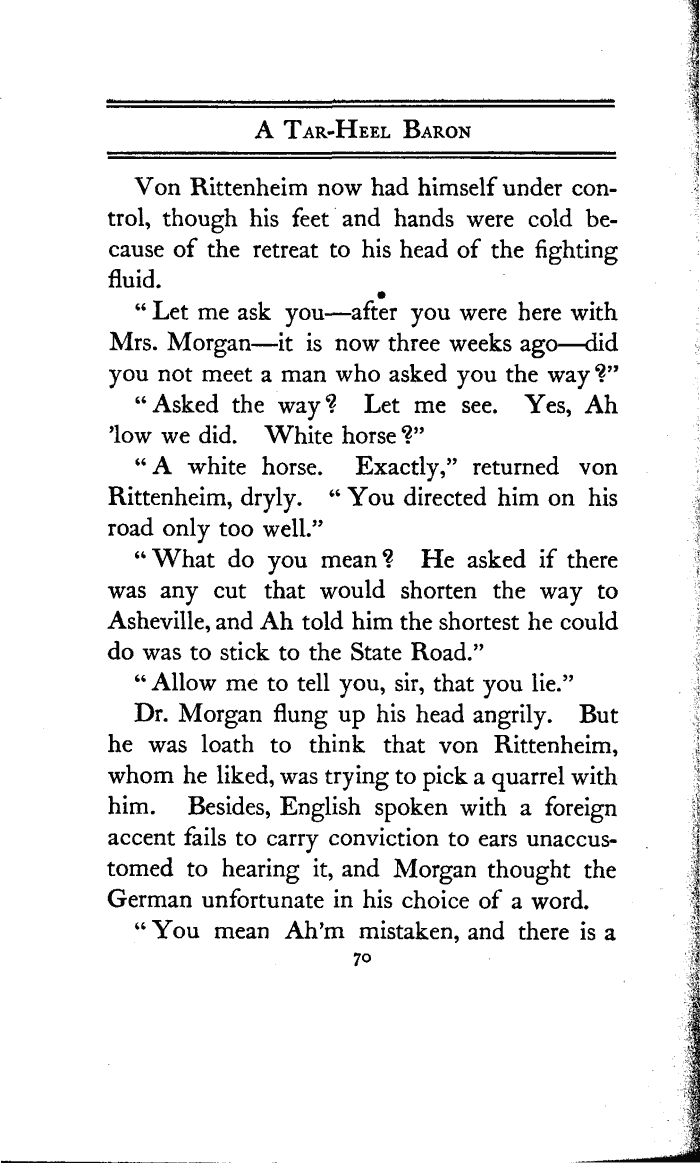 A TAR-HEEL BARON
Von Rittenheim now had himself under con-
trol, though his feet and hands were cold be-
cause of the retreat to his head of the fighting
fluid.
“Let me ask you—after you were here with
Mrs. Morgan—it is now three weeks ago—did
you not meet a man who asked you the way?”
“Asked the way? Let me see. Yes, Ah
’low we did. White horse?”
“A white horse. Exactly,” returned von
Rittenheim, dryly. “You directed him on his
road only too well.”
“What do you mean? He asked if there
was any cut that would shorten the way to
Asheville, and Ah told him the shortest he could
do was to stick to the State Road.”
“Allow me to tell you, sir, that you lie.”
Dr. Morgan flung up his head angrily. But
he was loath to think that von Rittenheim,
whom he liked, was trying to pick a quarrel with
him. Besides, English spoken with a foreign
accent fails to carry conviction to ears unaccus-
tomed to hearing it, and Morgan thought the
German unfortunate in his choice of a word.
“You mean Ah’m mistaken, and there is a
70